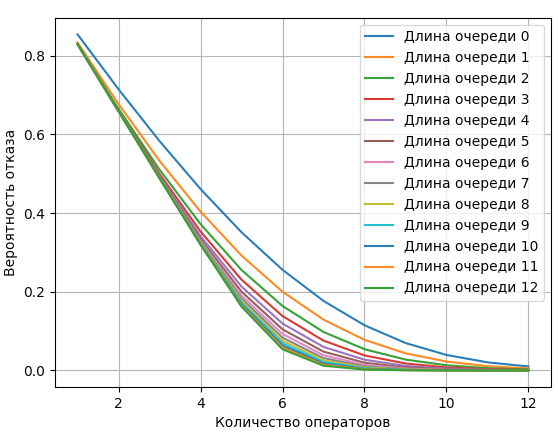 Вероятность отказа
0.8
0.6
0.4
0.2
0.0
Длина очереди 0
Длина очереди 1
Длина очереди 2
Длина очереди 3
Длина очереди 4
Длина очереди 5
Длина очереди 6
Длина очереди 7
Длина очереди 8
Длина очереди 9
Длина очереди 10
Длина очереди 11
Длина очереди 12
2 4 6 8 10 12
Количество операторов